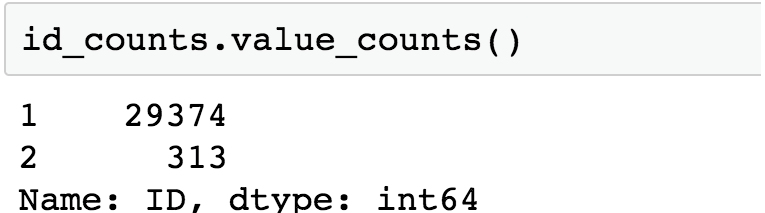 id_counts.value_counts()
1    29374
2      313
Name: ID, dtype: int64